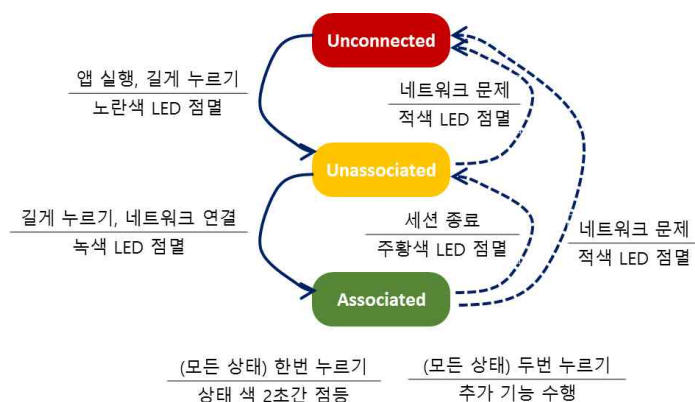 Unconnected
앱 실행, 길게 누르기
노란색 LED 점멸
네트워크 문제
적색 LED 점멸
Unassociated
길게 누르기, 네트워크 연결
녹색 LED 점멸
세션 종료
주황색 LED 점멸
네트워크 문제
적색 LED 점멸
Associated
(모든 상태) 한번 누르기
상태 색 2초간 점등
(모든 상태) 두번 누르기
추가 기능 수행